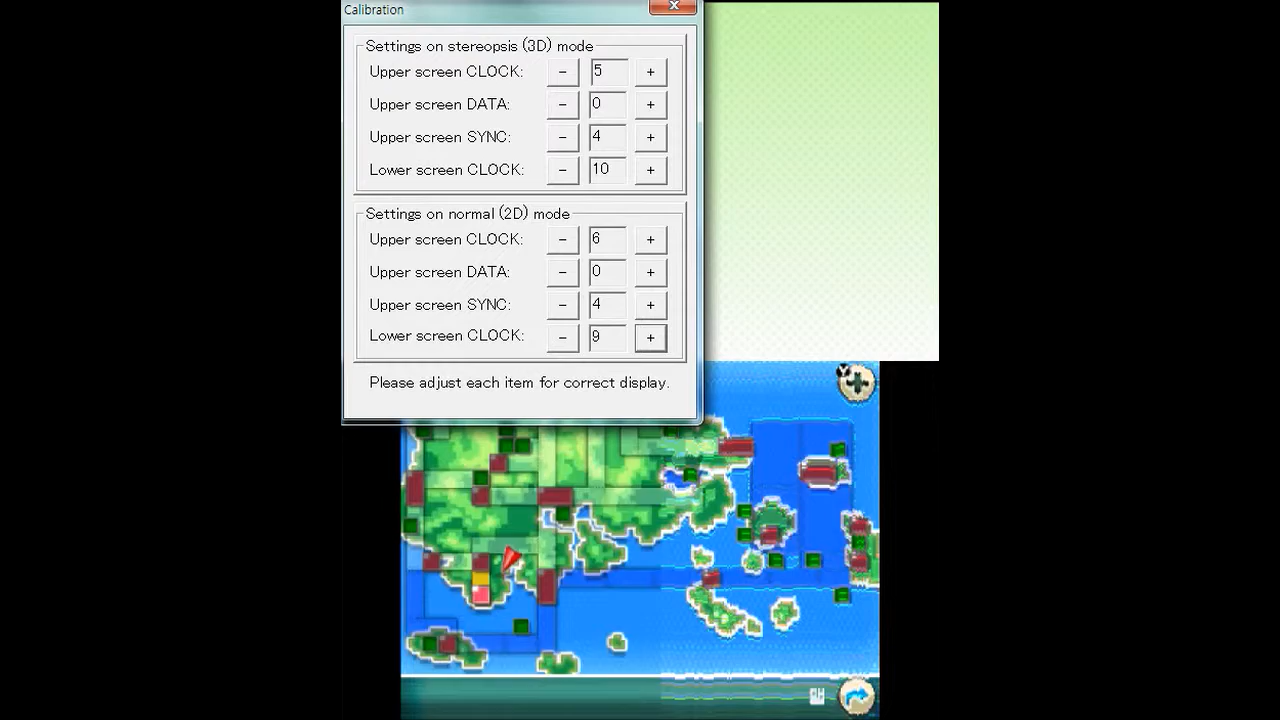 Calibration
Settings on stereopsis (3D) mode
Upper screen CLOCK: - 5 +
Upper screen DATA: - 0 +
Upper screen SYNC: - 4 +
Lower screen CLOCK: - 10 +
Settings on normal (2D) mode
Upper screen CLOCK: - 6 +
Upper screen DATA: - 0 +
Upper screen SYNC: - 4 +
Lower screen CLOCK: - 9 +
Please adjust each item for correct display.
Y